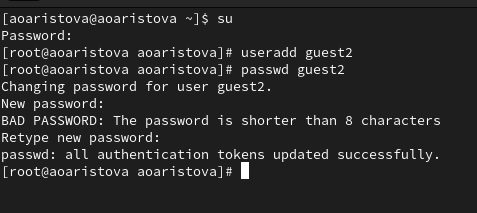 [aoaristova@aoaristova ~]$ su
Password:
[root@aoaristova aoaristova]# useradd guest2
[root@aoaristova aoaristova]# passwd guest2
Changing password for user guest2.
New password:
BAD PASSWORD: The password is shorter than 8 characters
Retype new password:
passwd: all authentication tokens updated successfully.
[root@aoaristova aoaristova]#